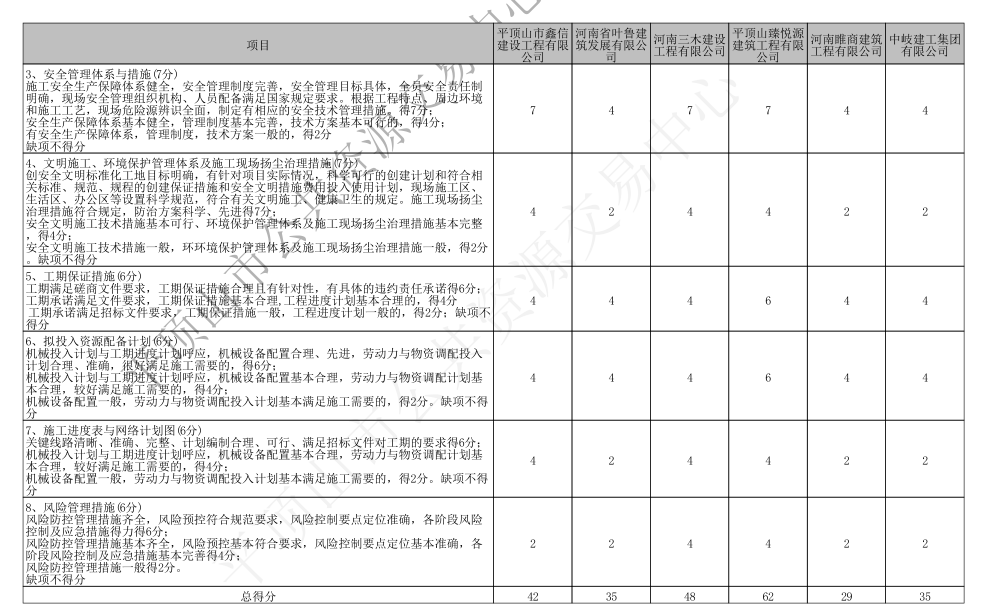 项目
平顶山市鑫信
建设工程有限
公司
河南省叶鲁建
筑发展有限公
司
河南三木建设
工程有限公司
平顶山臻悦源
建筑工程有限
公司
河南睢商建筑
工程有限公司
中岐建工集团
有限公司
3、安全管理体系与措施(7分)
施工安全生产保障体系健全，安全管理制度完善，安全管理目标具体，全员安全责任制
明确，现场安全管理组织机构、人员配备满足国家规定要求。根据工程特点、周边环境
和施工工艺，现场危险源辨识全面，制定有相应的安全技术管理措施。得7分；
安全生产保障体系基本健全，管理制度基本完善，技术方案基本可行的，得4分；
有安全生产保障体系，管理制度，技术方案一般的，得2分
缺项不得分
7 4 7 7 4 4
4、文明施工、环境保护管理体系及施工现场扬尘治理措施(7分)
创安全文明标准化工地目标明确，有针对项目实际情况，科学可行的创建计划和符合相
关标准、规范、规程的创建保证措施和安全文明措施费用投入使用计划，现场施工区、
生活区、办公区等设置科学规范，符合有关文明施工、健康卫生的规定。施工现场扬尘
治理措施符合规定，防治方案科学、先进得7分；
安全文明施工技术措施基本可行、环境保护管理体系及施工现场扬尘治理措施基本完整
，得4分；
安全文明施工技术措施一般，环环境保护管理体系及施工现场扬尘治理措施一般，得2分
。缺项不得分
4 2 4 4 2 2
5、工期保证措施(6分)
工期满足磋商文件要求，工期保证措施合理且有针对性，有具体的违约责任承诺得6分；
工期承诺满足文件要求，工期保证措施基本合理,工程进度计划基本合理的，得4分
工期承诺满足招标文件要求，工期保证措施一般，工程进度计划一般的，得2分；缺项不
得分
4 4 4 6 4 4
6、拟投入资源配备计划(6分)
机械投入计划与工期进度计划呼应，机械设备配置合理、先进，劳动力与物资调配投入
计划合理、准确，很好满足施工需要的，得6分；
机械投入计划与工期进度计划呼应，机械设备配置基本合理，劳动力与物资调配计划基
本合理，较好满足施工需要的，得4分；
机械设备配置一般，劳动力与物资调配投入计划基本满足施工需要的，得2分。缺项不得
分
4 4 4 6 4 4
7、施工进度表与网络计划图(6分)
关键线路清晰、准确、完整、计划编制合理、可行、满足招标文件对工期的要求得6分；
机械投入计划与工期进度计划呼应，机械设备配置基本合理，劳动力与物资调配计划基
本合理，较好满足施工需要的，得4分；
机械设备配置一般，劳动力与物资调配投入计划基本满足施工需要的，得2分。缺项不得
分
4 2 4 4 2 2
8、风险管理措施(6分)
风险防控管理措施齐全，风险预控符合规范要求，风险控制要点定位准确，各阶段风险
控制及应急措施得力得6分；
风险防控管理措施基本齐全，风险预控基本符合要求，风险控制要点定位基本准确，各
阶段风险控制及应急措施基本完善得4分；
风险防控管理措施一般得2分。
缺项不得分
2 2 4 4 2 2
总得分 42 35 48 62 29 35
平顶山市公共资源交易中心
平顶山市公共资源交易中心